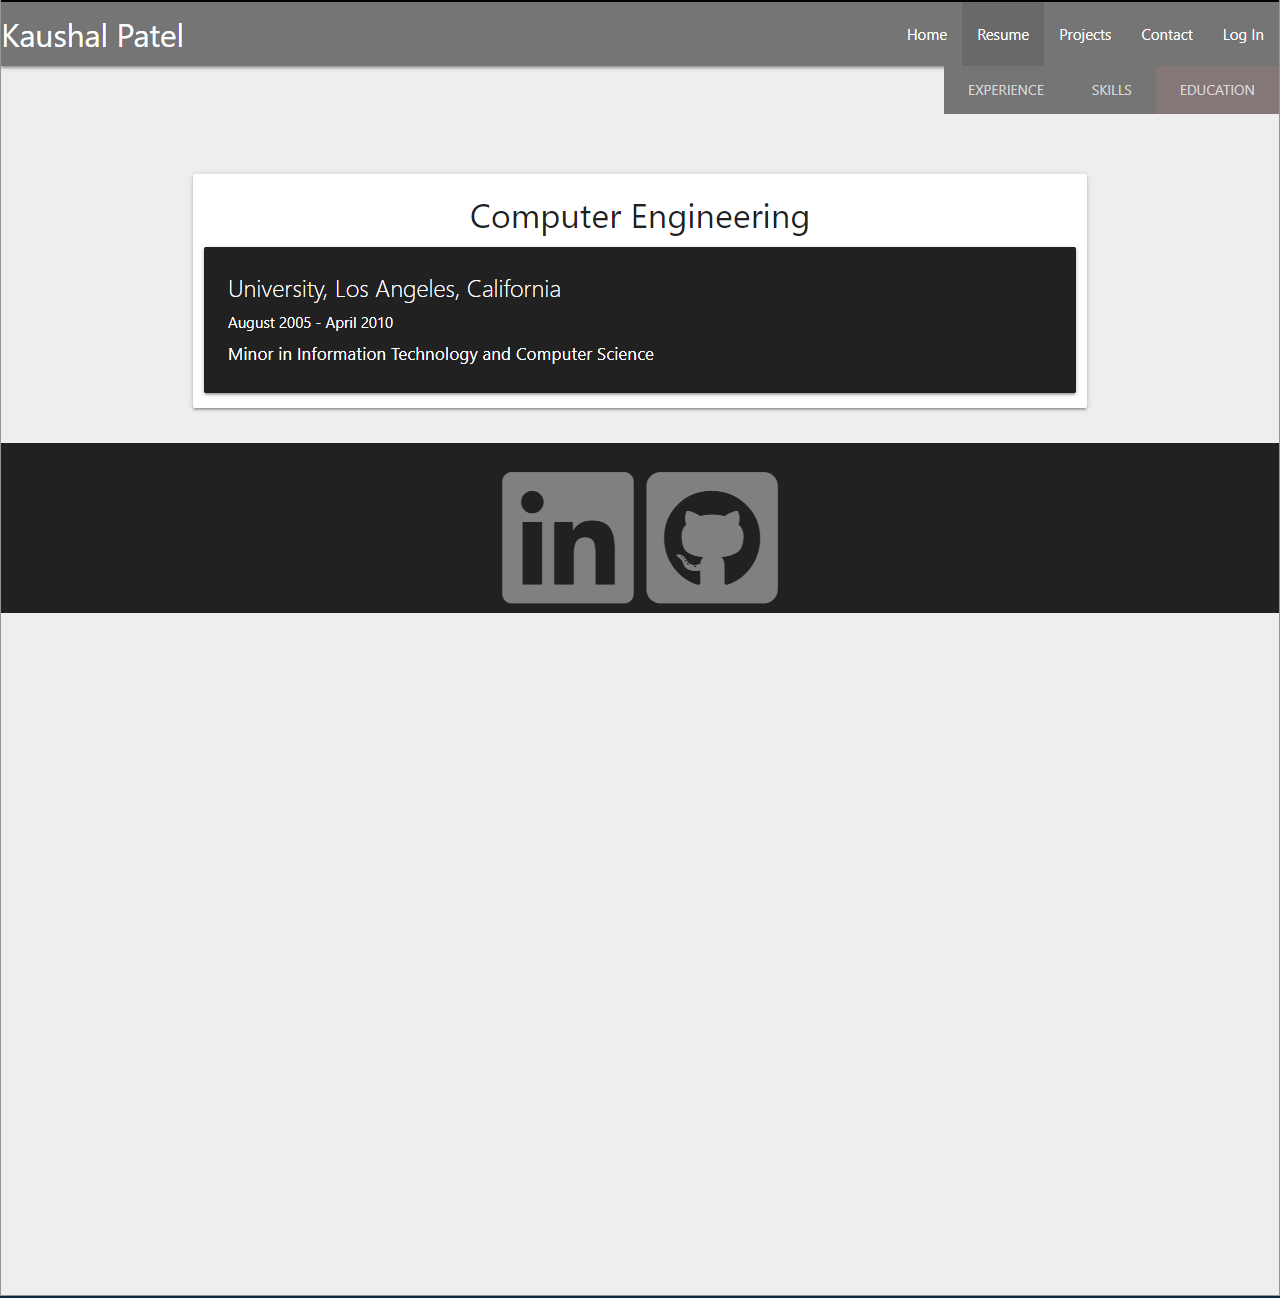 Kaushal Patel
Home Resume Projects Contact Log In
EXPERIENCE SKILLS EDUCATION
Computer Engineering
University, Los Angeles, California
August 2005 - April 2010
Minor in Information Technology and Computer Science
in